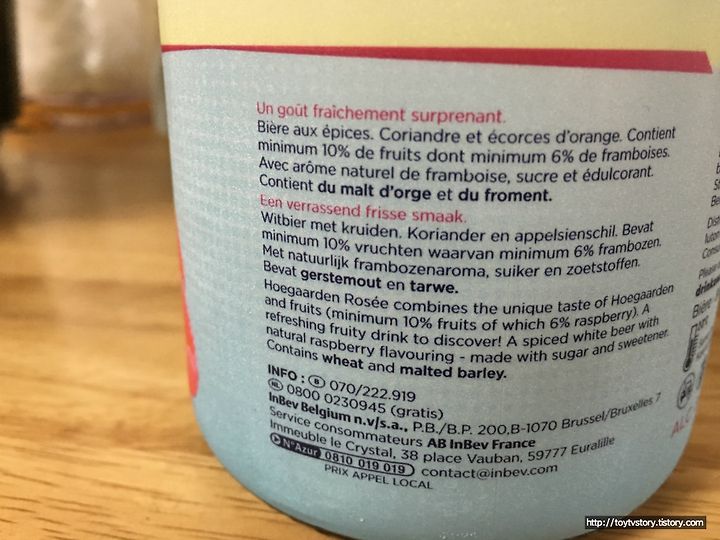 Un goût fraîchement surprenant.
Bière aux épices. Coriandre et écorces d'orange. Contient
minimum 10% de fruits dont minimum 6% de framboises.
Avec arôme naturel de framboise, sucre et édulcorant.
Contient du malt d'orge et du froment.
Een verrassend frisse smaak.
Witbier met kruiden. Koriander en appelsienschil. Bevat
minimum 10% vruchten waarvan minimum 6% frambozen.
Met natuurlijk frambozenaroma, suiker en zoetstoffen.
Bevat gerstemout en tarwe.
Hoegaarden Rosée combines the unique taste of Hoegaarden
and fruits (minimum 10% fruits of which 6% raspberry). A
refreshing fruity drink to discover! A spiced white beer with
natural raspberry flavouring - made with sugar and sweetener.
Contains wheat and malted barley.
INFO : B 070/222.919
NL 0800 0230945 (gratis)
InBev Belgium n.v/s.a., P.B./B.P. 200,B-1070 Brussel/Bruxelles 7
Service consommateurs AB InBev France
Immeuble le Crystal, 38 place Vauban, 59777 Euralille
N°Azur 0810 019 019 contact@inbev.com
PRIX APPEL LOCAL
Bière
ALC
http://toytvstory.tistory.com